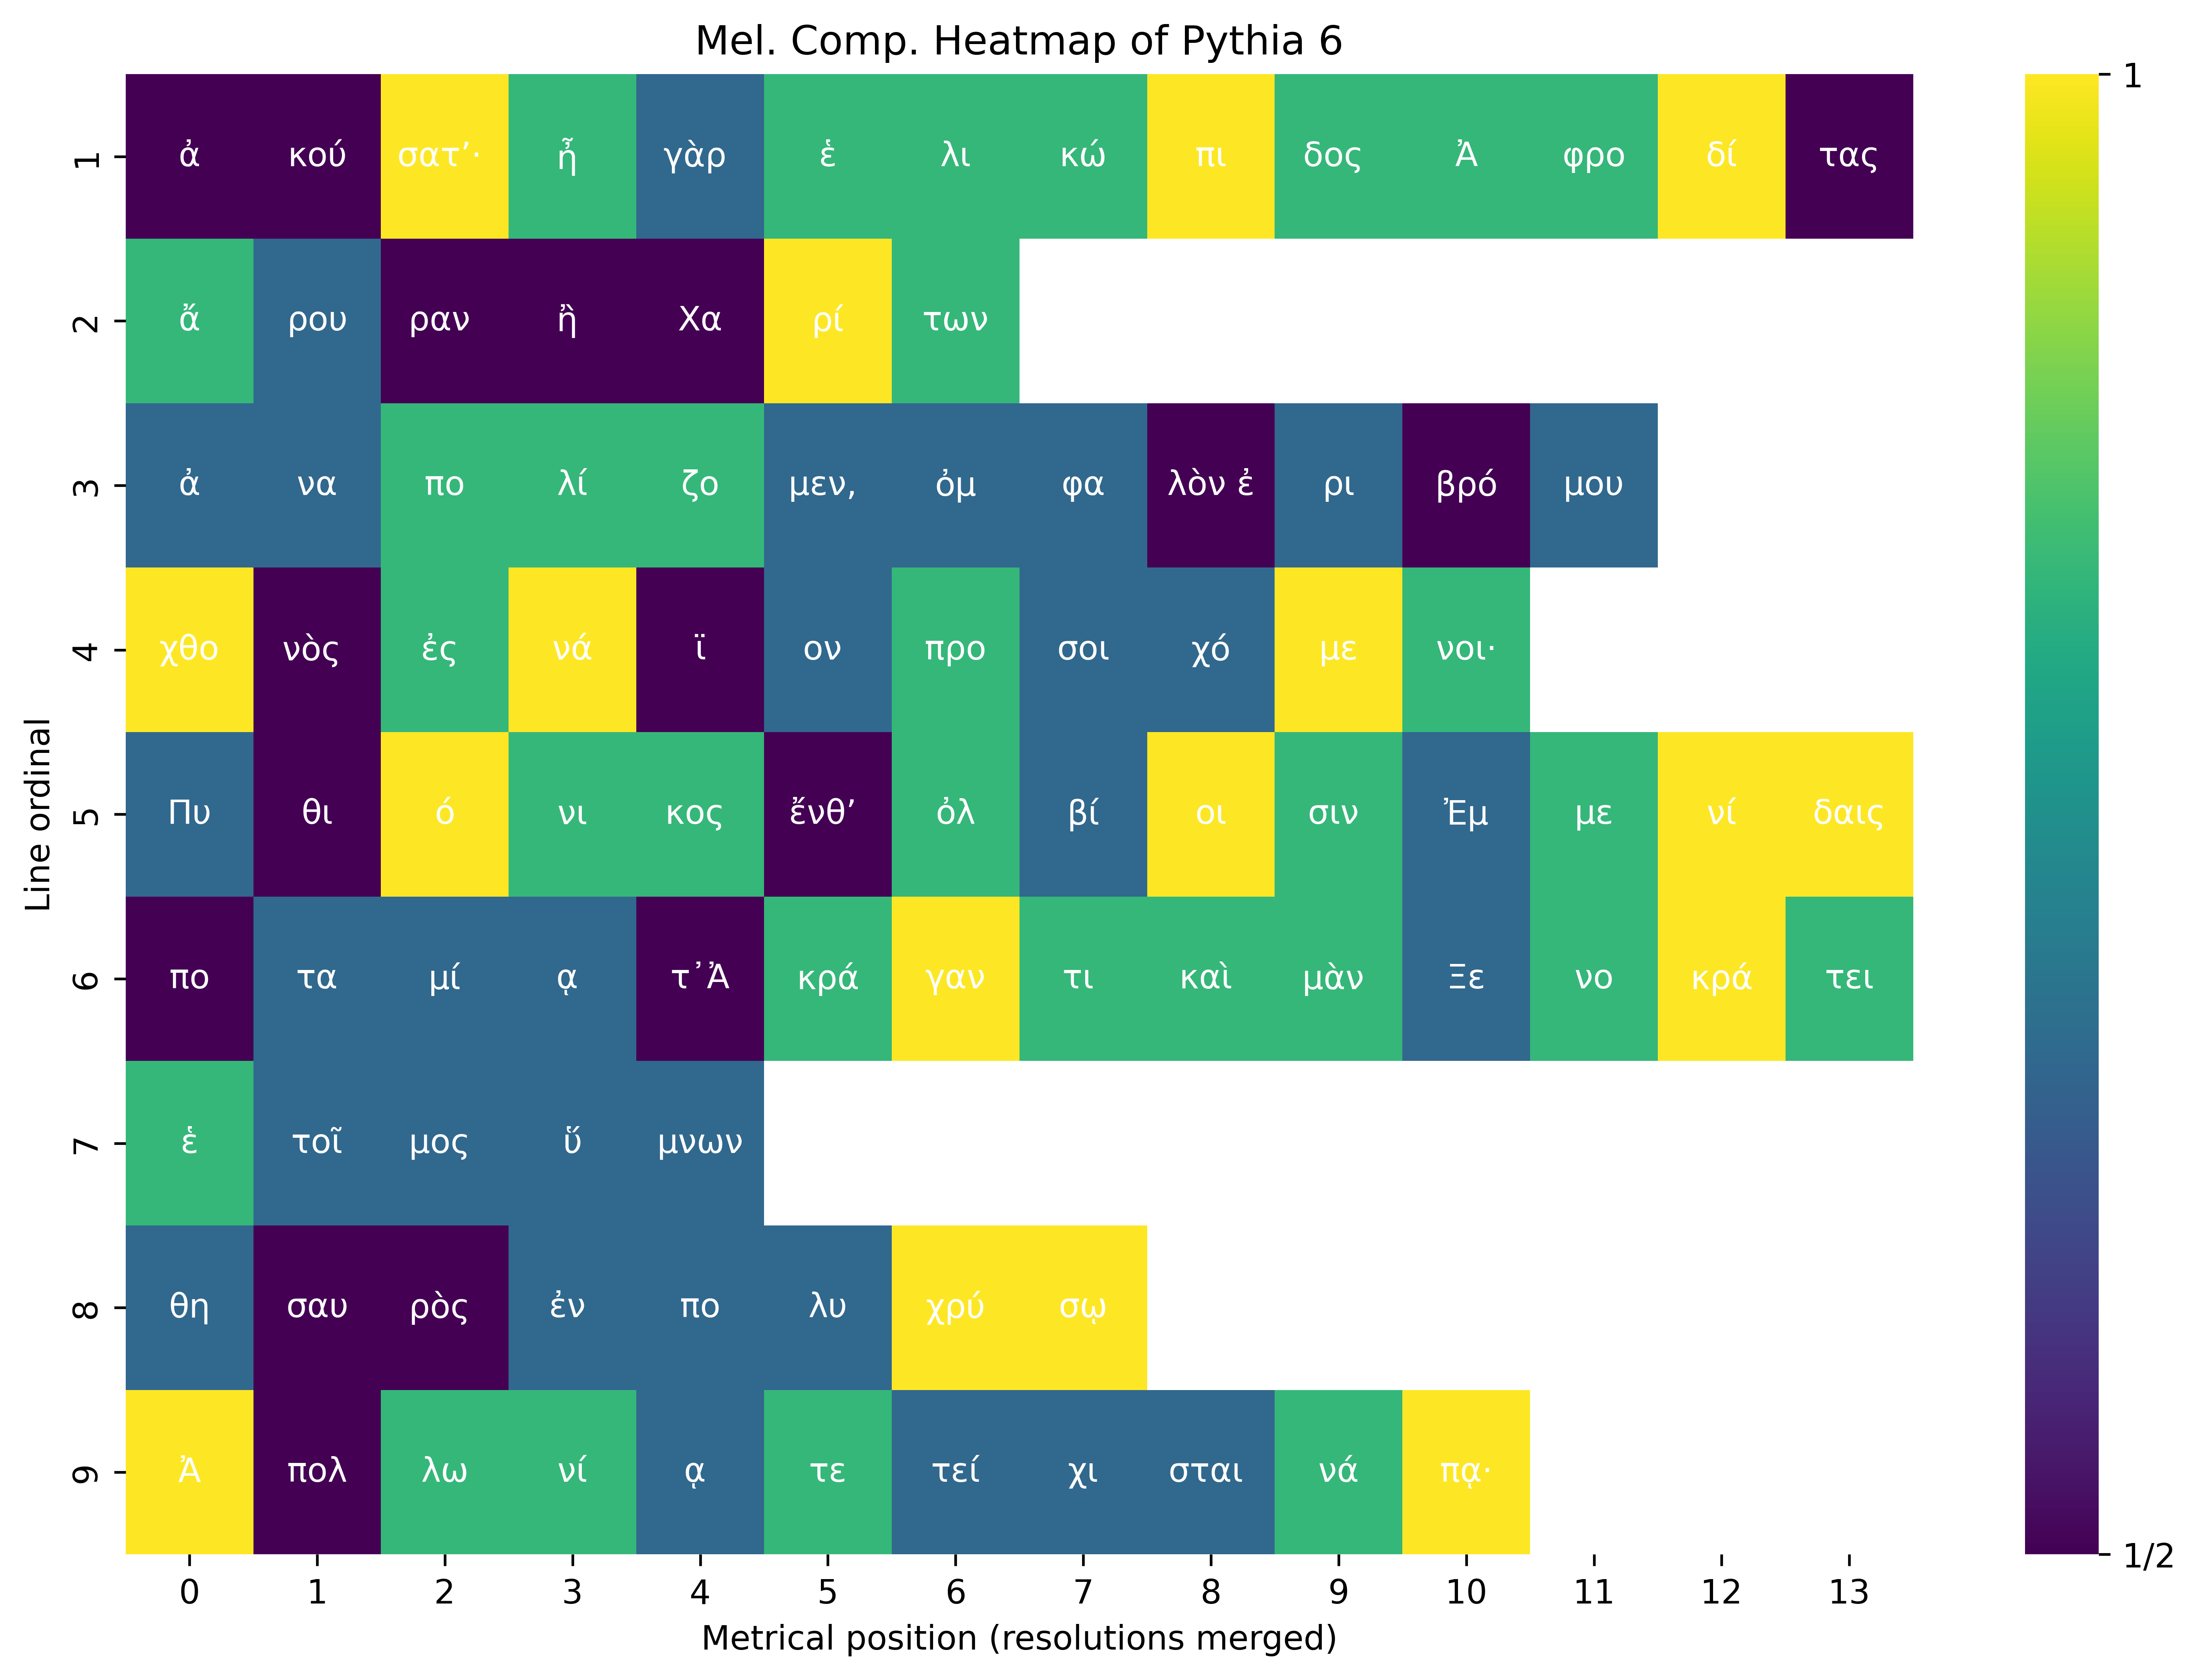 Mel. Comp. Heatmap of Pythia 6
1 ἀ κού σατ’· ἦ γὰρ ἑ λι κώ πι δος Ἀ φρο δί τας
2 ἄ ρου ραν ἢ Χα ρί των
3 ἀ να πο λί ζο μεν, ὀμ φα λὸν ἐ ρι βρό μου
4 χθο νὸς ἐς νά ϊ ον προ σοι χό με νοι·
5 Πυ θι ό νι κος ἔνθ’ ὀλ βί οι σιν Ἐμ με νί δαις
6 πο τα μί ᾳ τ᾽Ἀ κρά γαν τι καὶ μὰν Ξε νο κρά τει
7 ἑ τοῖ μος ὕ μνων
8 θη σαυ ρὸς ἐν πο λυ χρύ σῳ
9 Ἀ πολ λω νί ᾳ τε τεί χι σται νά πᾳ·
0 1 2 3 4 5 6 7 8 9 10 11 12 13
Metrical position (resolutions merged)
Line ordinal
1
1/2